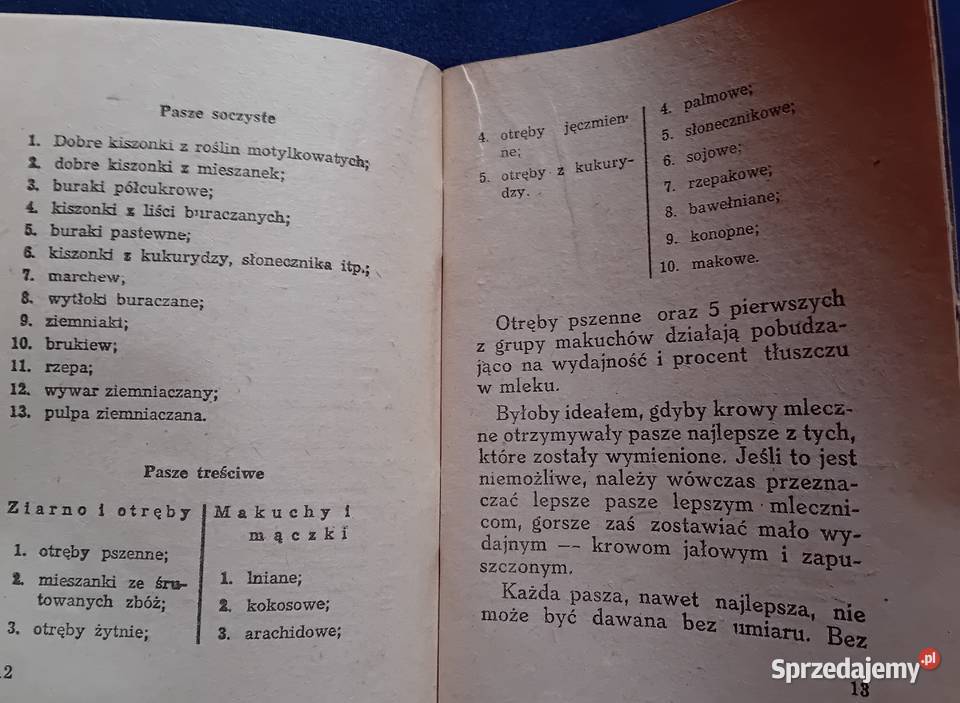 Pasze soczyste
1. Dobre kiszonki z roślin motylkowatych;
2. dobre kiszonki z mieszanek;
3. buraki półcukrowe;
4. kiszonki z liści buraczanych;
5. buraki pastewne;
6. kiszonki z kukurydzy, słonecznika itp.;
7. marchew;
8. wytłoki buraczane;
9. ziemniaki;
10. brukiew;
11. rzepa;
12. wywar ziemniaczany;
13. pulpa ziemniaczana.
Pasze treściwe
Ziarno i otręby
1. otręby pszenne;
2. mieszanki ze śru-
towanych zbóż;
3. otręby żytnie;
Makuchy i
mączki
1. lniane;
2. kokosowe;
3. arachidowe;
12
4. otręby jęczmien-
ne;
5. otręby z kukury-
dzy.
4. palmowe;
5. słonecznikowe;
6. sojowe;
7. rzepakowe;
8. bawełniane;
9. konopne;
10. makowe.
Otręby pszenne oraz 5 pierwszych
z grupy makuchów działają pobudza-
jąco na wydajność i procent tłuszczu
w mleku.
Byłoby ideałem, gdyby krowy mlecz-
ne otrzymywały pasze najlepsze z tych,
które zostały wymienione. Jeśli to jest
niemożliwe, należy wówczas przezna-
czać lepsze pasze lepszym mleczni-
com, gorsze zaś zostawiać mało wy-
dajnym — krowom jałowym i zapu-
szczonym.
Każda pasza, nawet najlepsza, nie
może być dawana bez umiaru. Bez
13
Sprzedajemy.pl